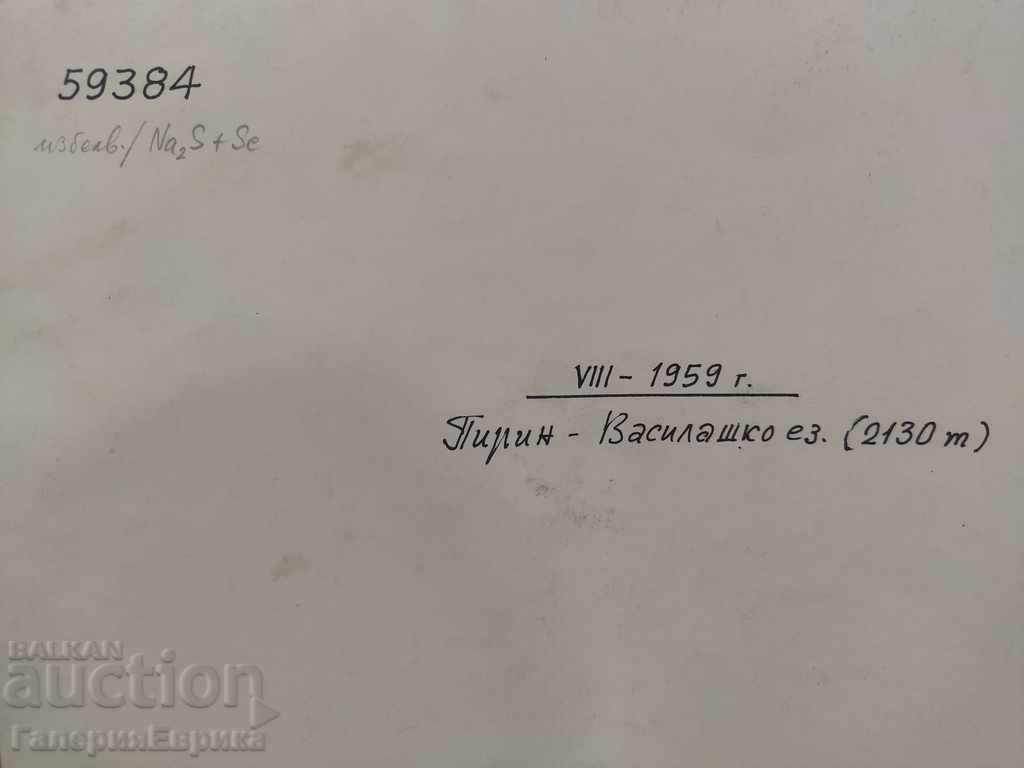 59384
избелв./ Na₂S + Se
VIII - 1959 г.
Пирин - Василашко ез. (2130 m)
BALKAN
auction
ГалерияЕврика